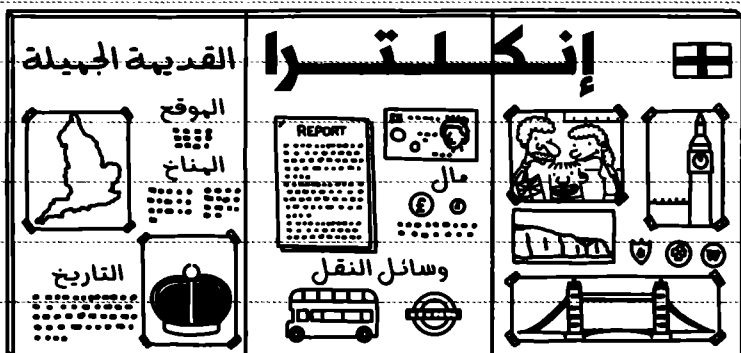 إنكلترا
القديمة الجميلة
REPORT
£
مال
£
وسائل النقل
الموقع
المناخ
التاريخ